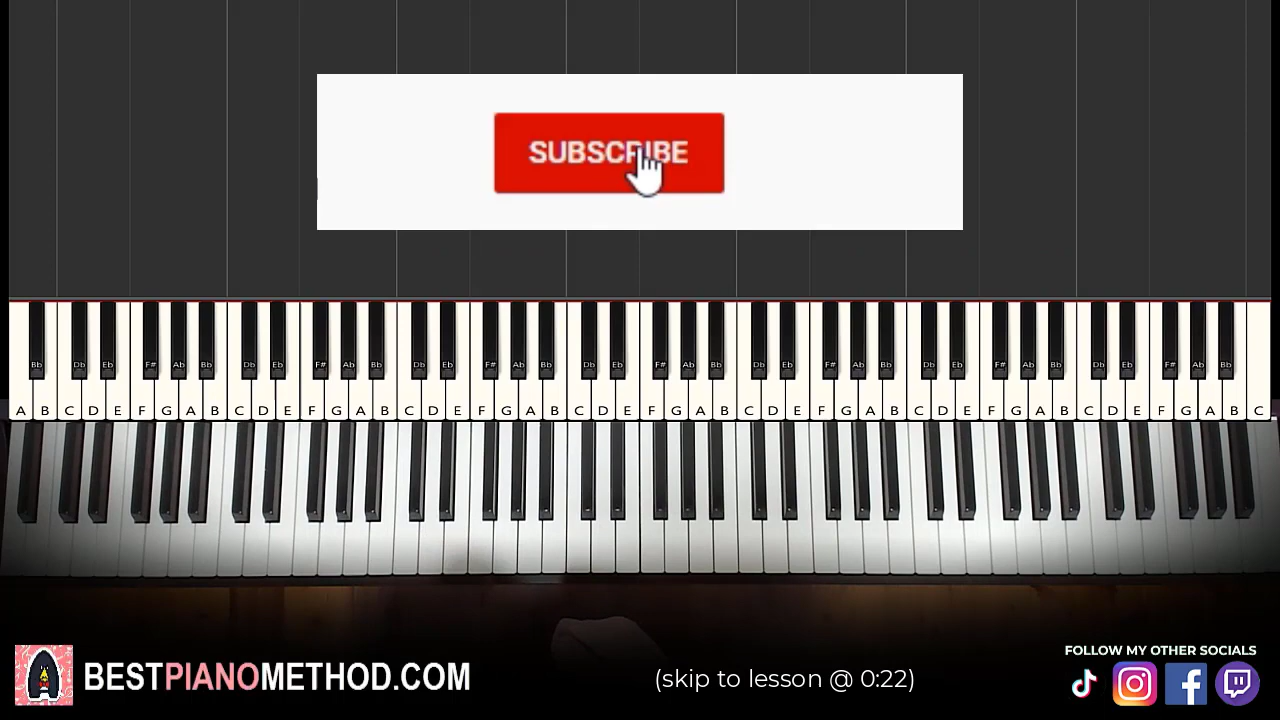 SUBSCRIBE
Bb Db Eb F# Ab Bb Db Eb F# Ab Bb Db Eb F# Ab Bb Db Eb F# Ab Bb Db Eb F# Ab Bb Db Eb F# Ab Bb Db Eb F# Ab Bb
A B C D E F G A B C D E F G A B C D E F G A B C D E F G A B C D E F G A B C D E F G A B C D E F G A B C
FOLLOW MY OTHER SOCIALS
BESTPIANOMETHOD.COM
(skip to lesson @ 0:22)